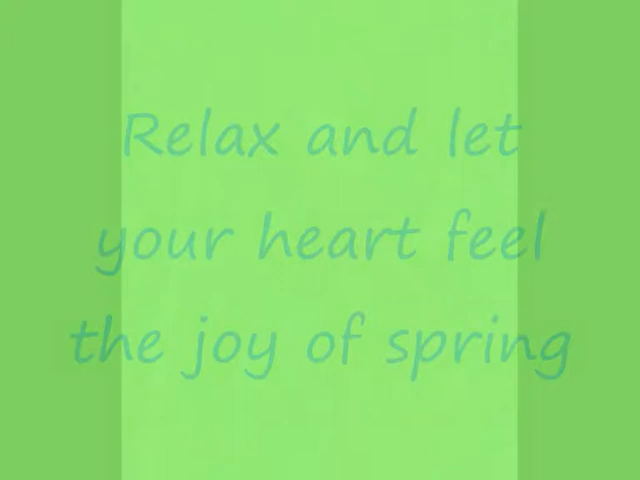 Relax and let
your heart feel
the joy of spring